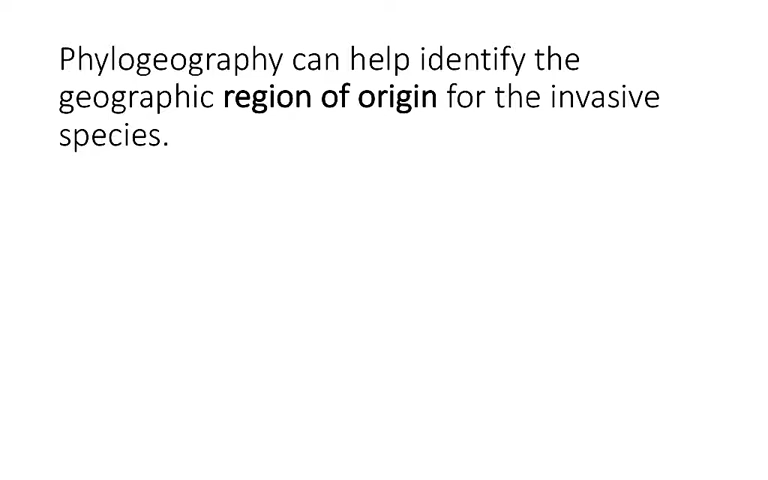 Phylogeography can help identify the
geographic region of origin for the invasive
species.